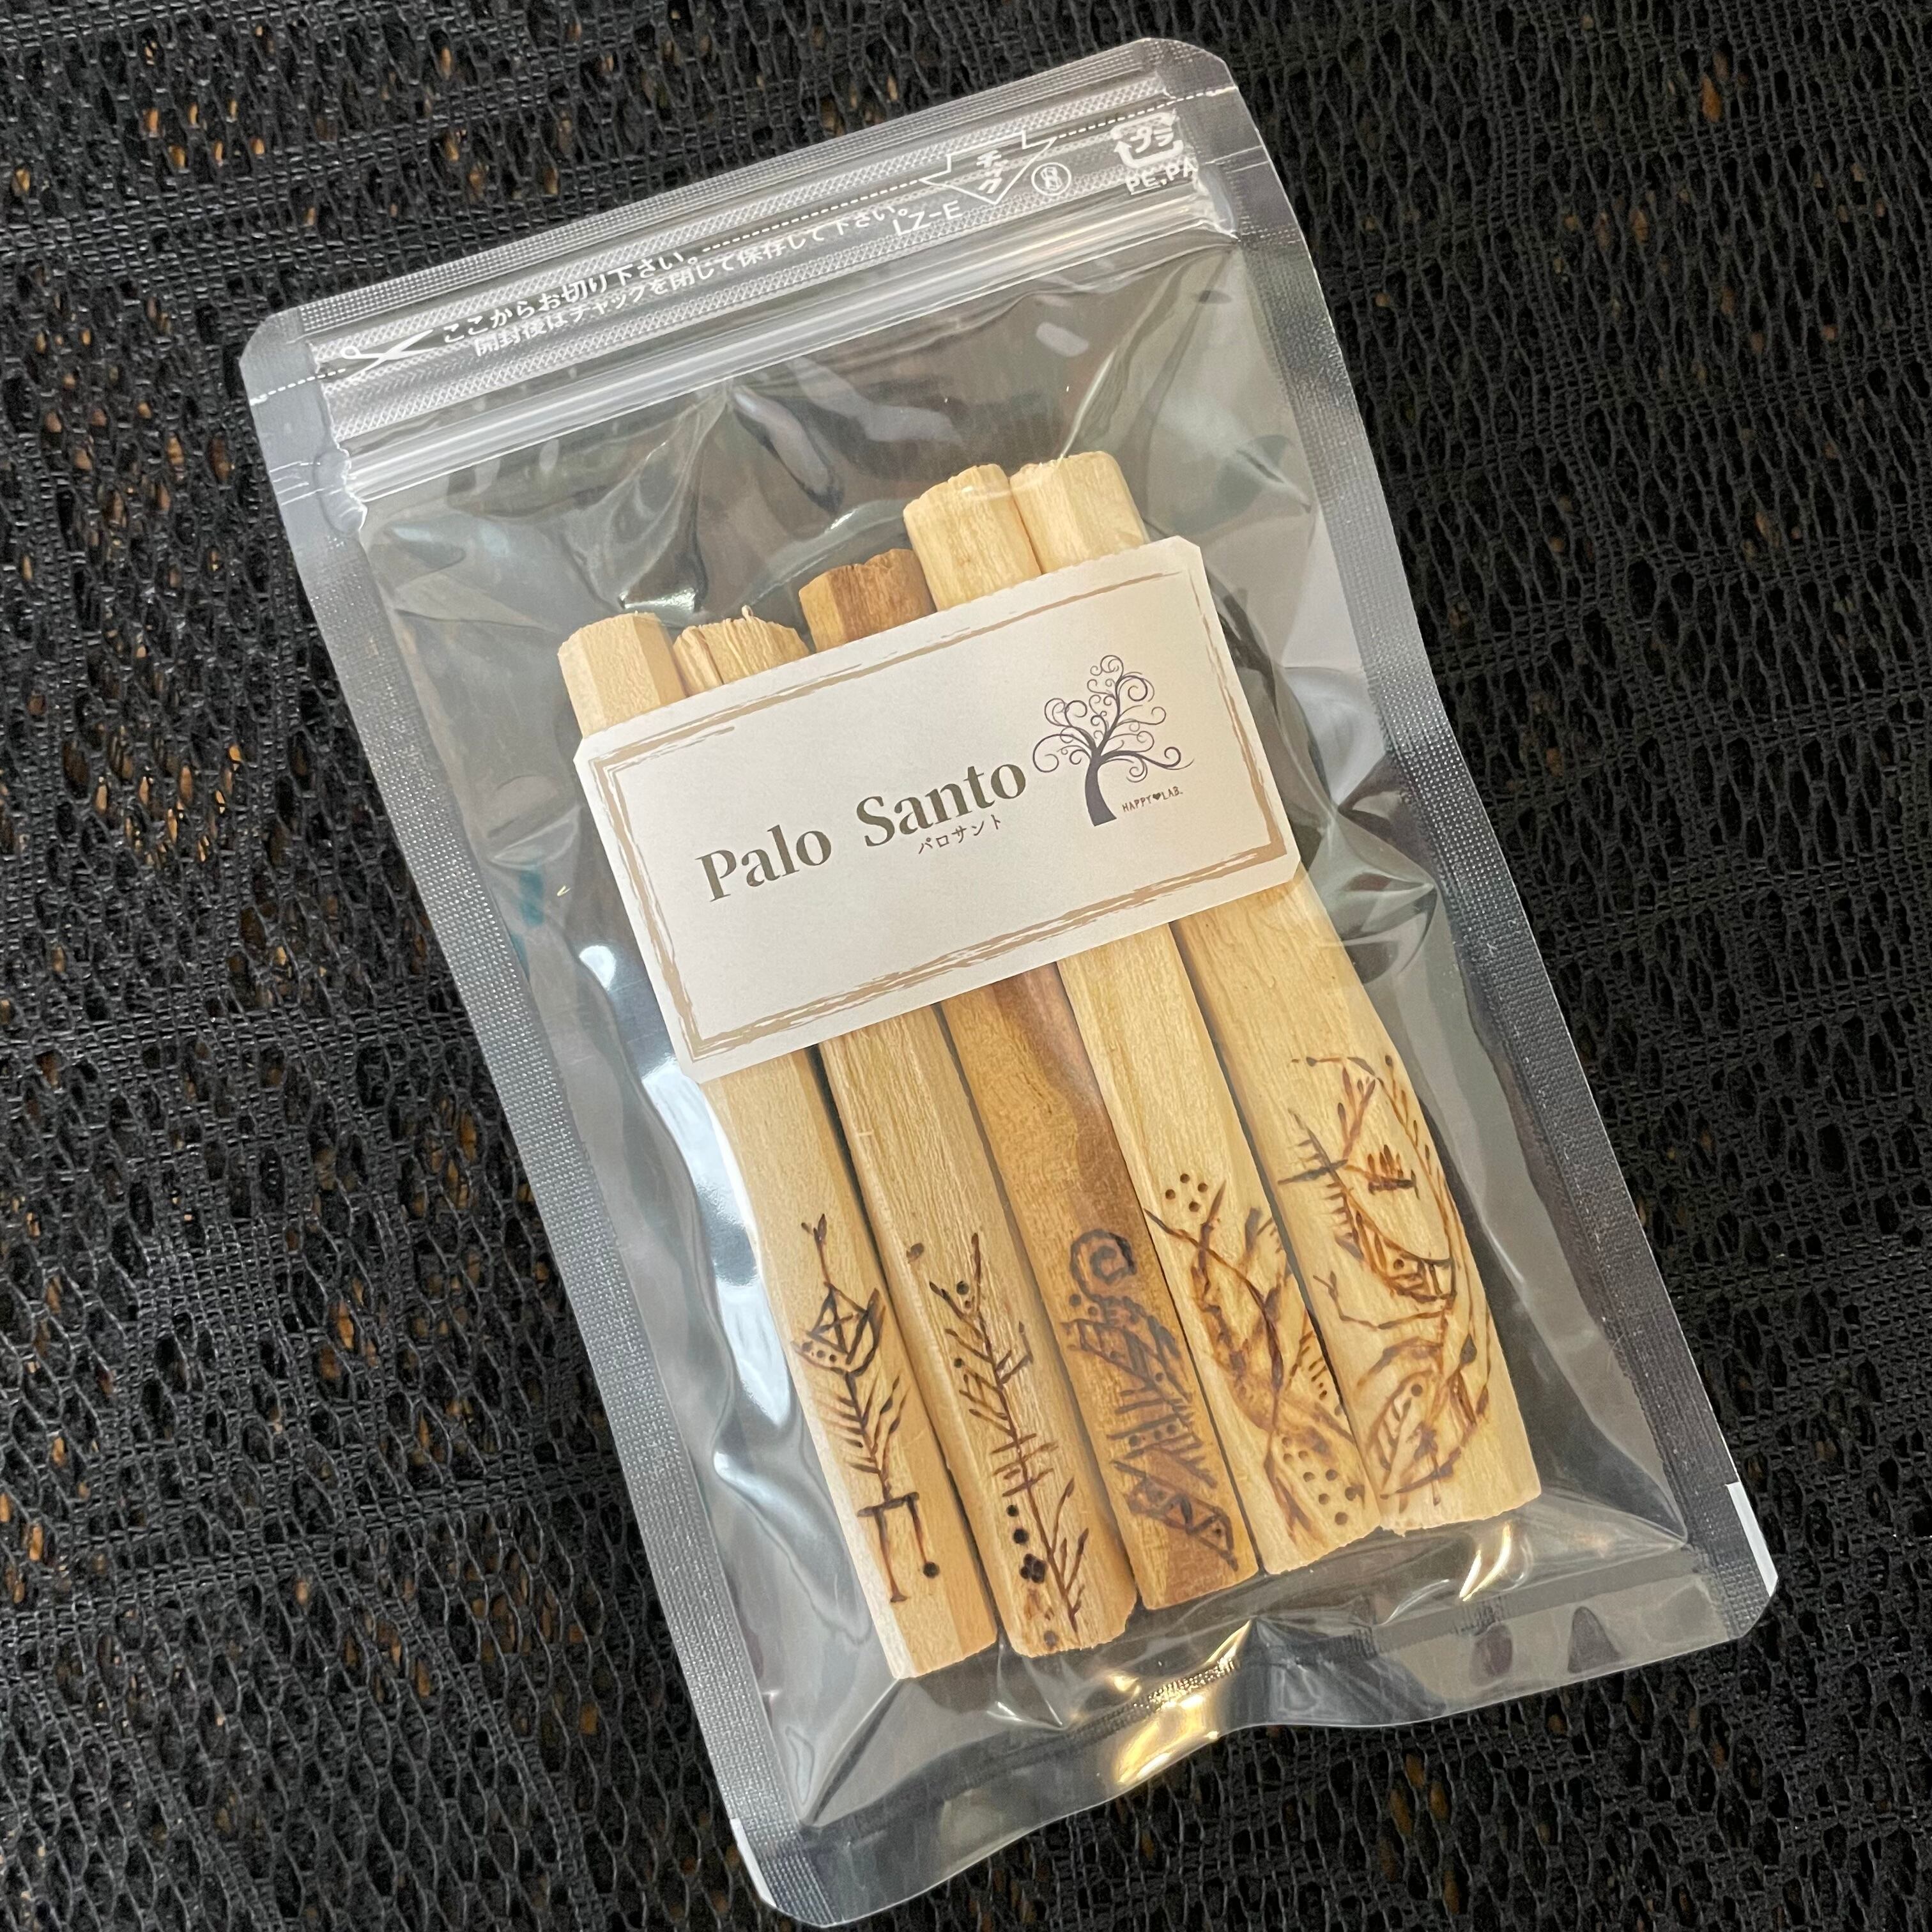 プラ
PE,PA
チャック
ここからお切り下さい。
開封後はチャックを閉じて保存して下さい。
LZ-E
Palo Santo
パロサント
HAPPY♥LAB.